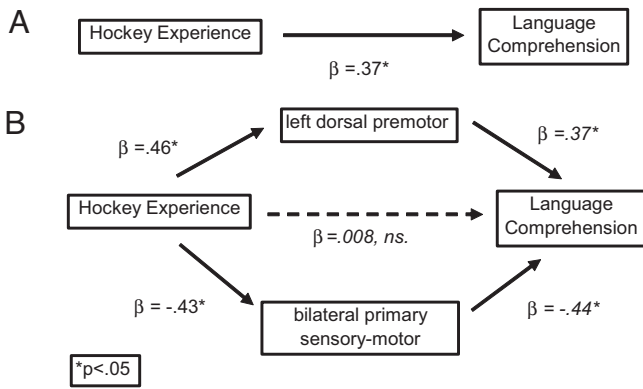 A
Hockey Experience
Language
Comprehension
β =.37*
B
left dorsal premotor
β =.46*
β =.37*
Hockey Experience
Language
Comprehension
β =.008, ns.
β = -.43*
β = -.44*
bilateral primary
sensory-motor
*p<.05